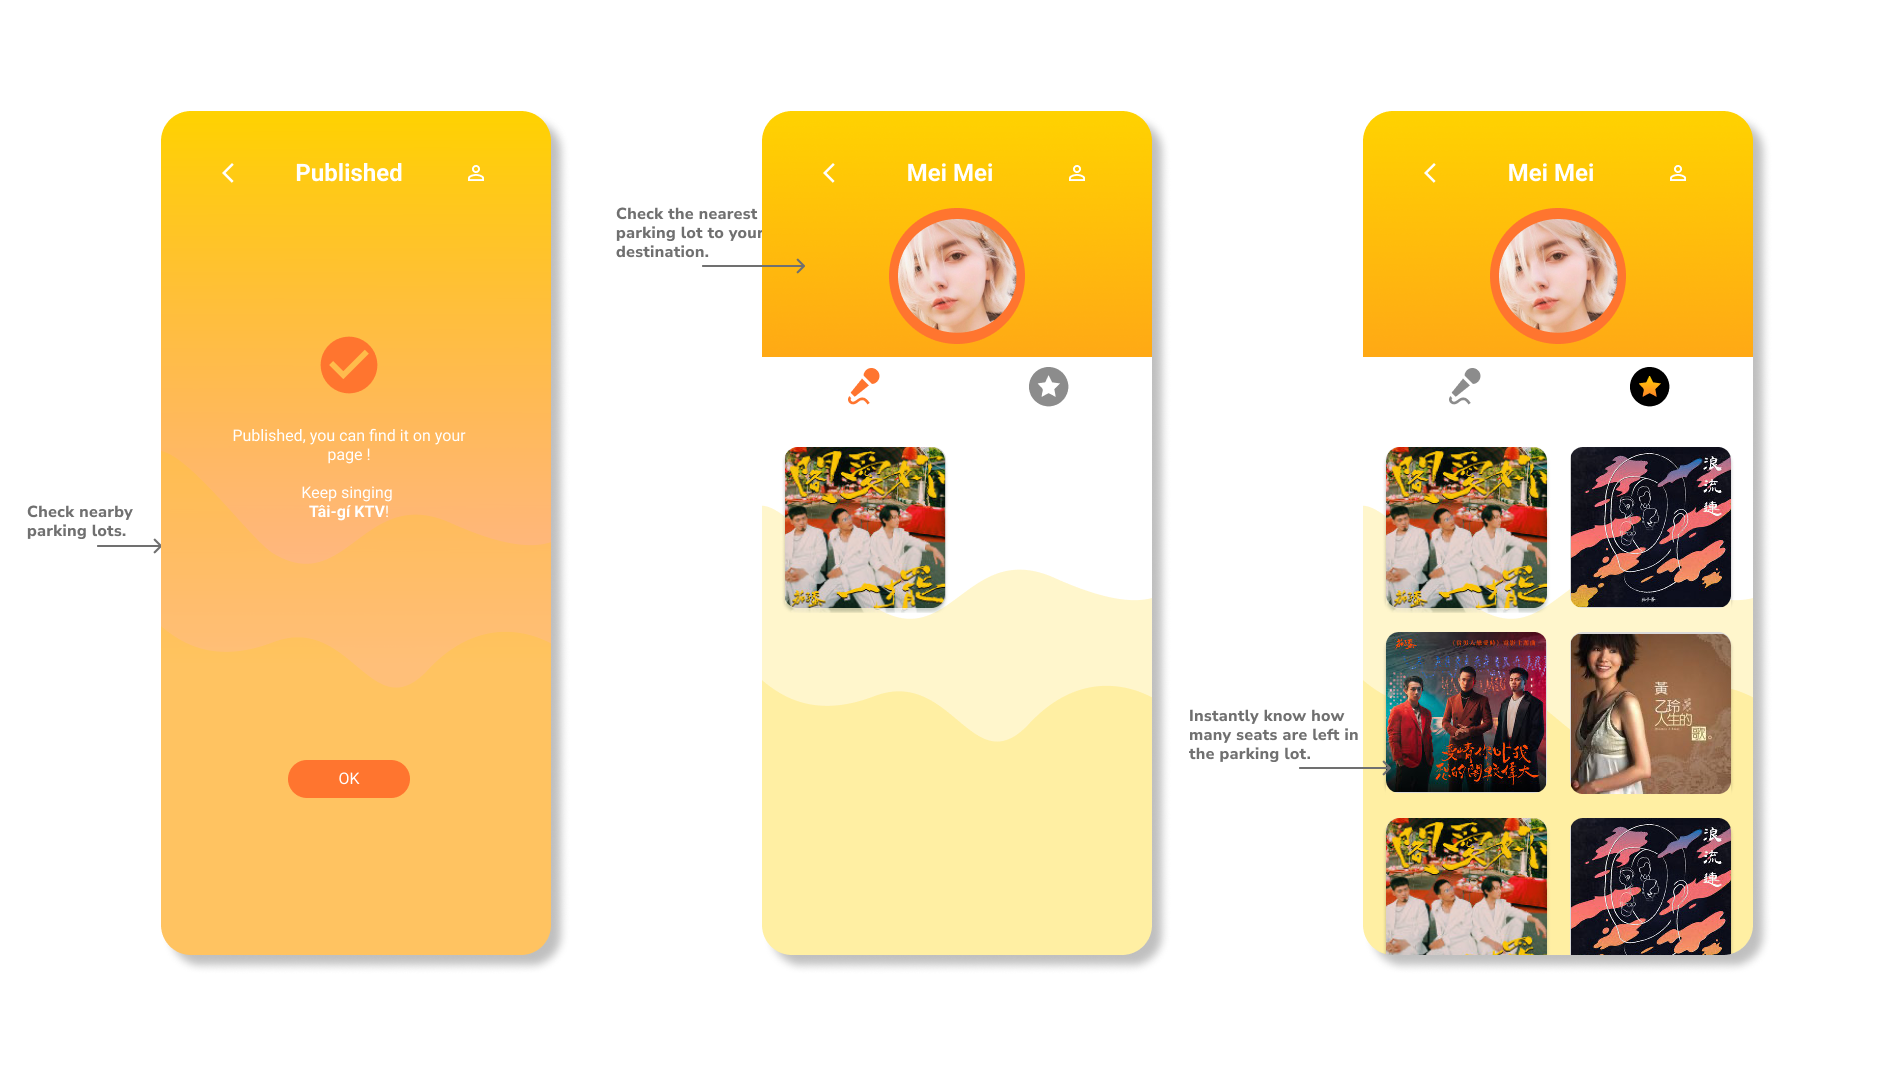 Check nearby
parking lots.
Published
Published, you can find it on your
page !
Keep singing
Tâi-gí KTV!
OK
Check the nearest
parking lot to your
destination.
Mei Mei
Instantly know how
many seats are left in
the parking lot.
Mei Mei
浪
流
連
黃
乙玲
人生的
歌。
浪
流
連